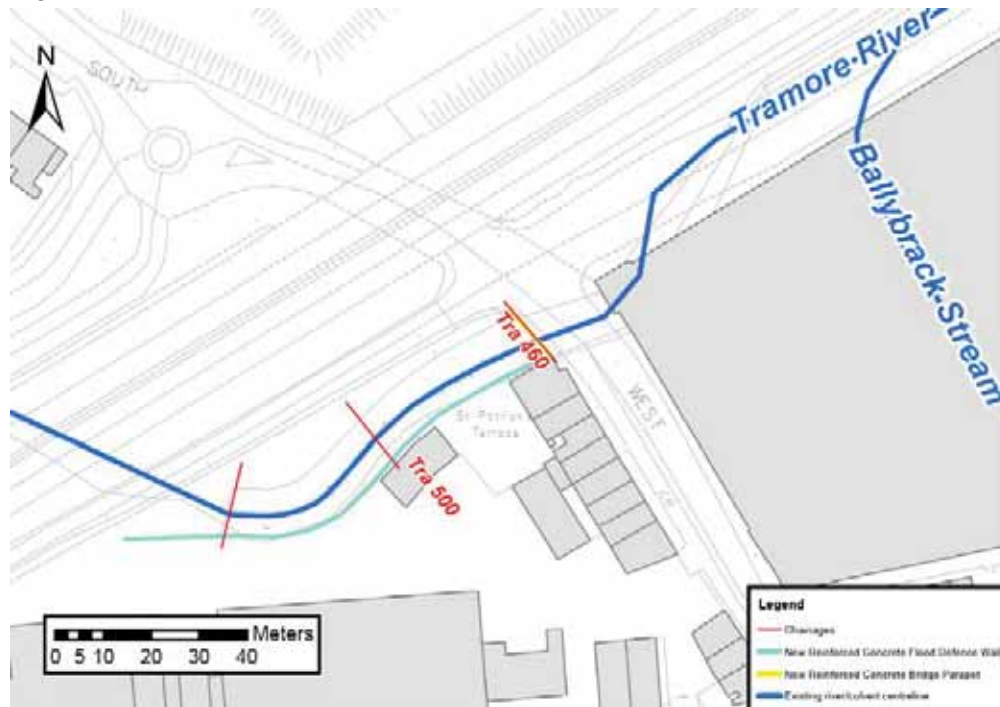 N
SOUTH
Tramore-River
Ballybrack-Stream
Tra 460
WEST
St. Patrick's
Terrace
Tra 500
Meters
0 5 10 20 30 40
Legend
Chainages
New Reinforced Concrete Flood Defence Wall
New Reinforced Concrete Bridge Parapet
Existing river/culvert centreline